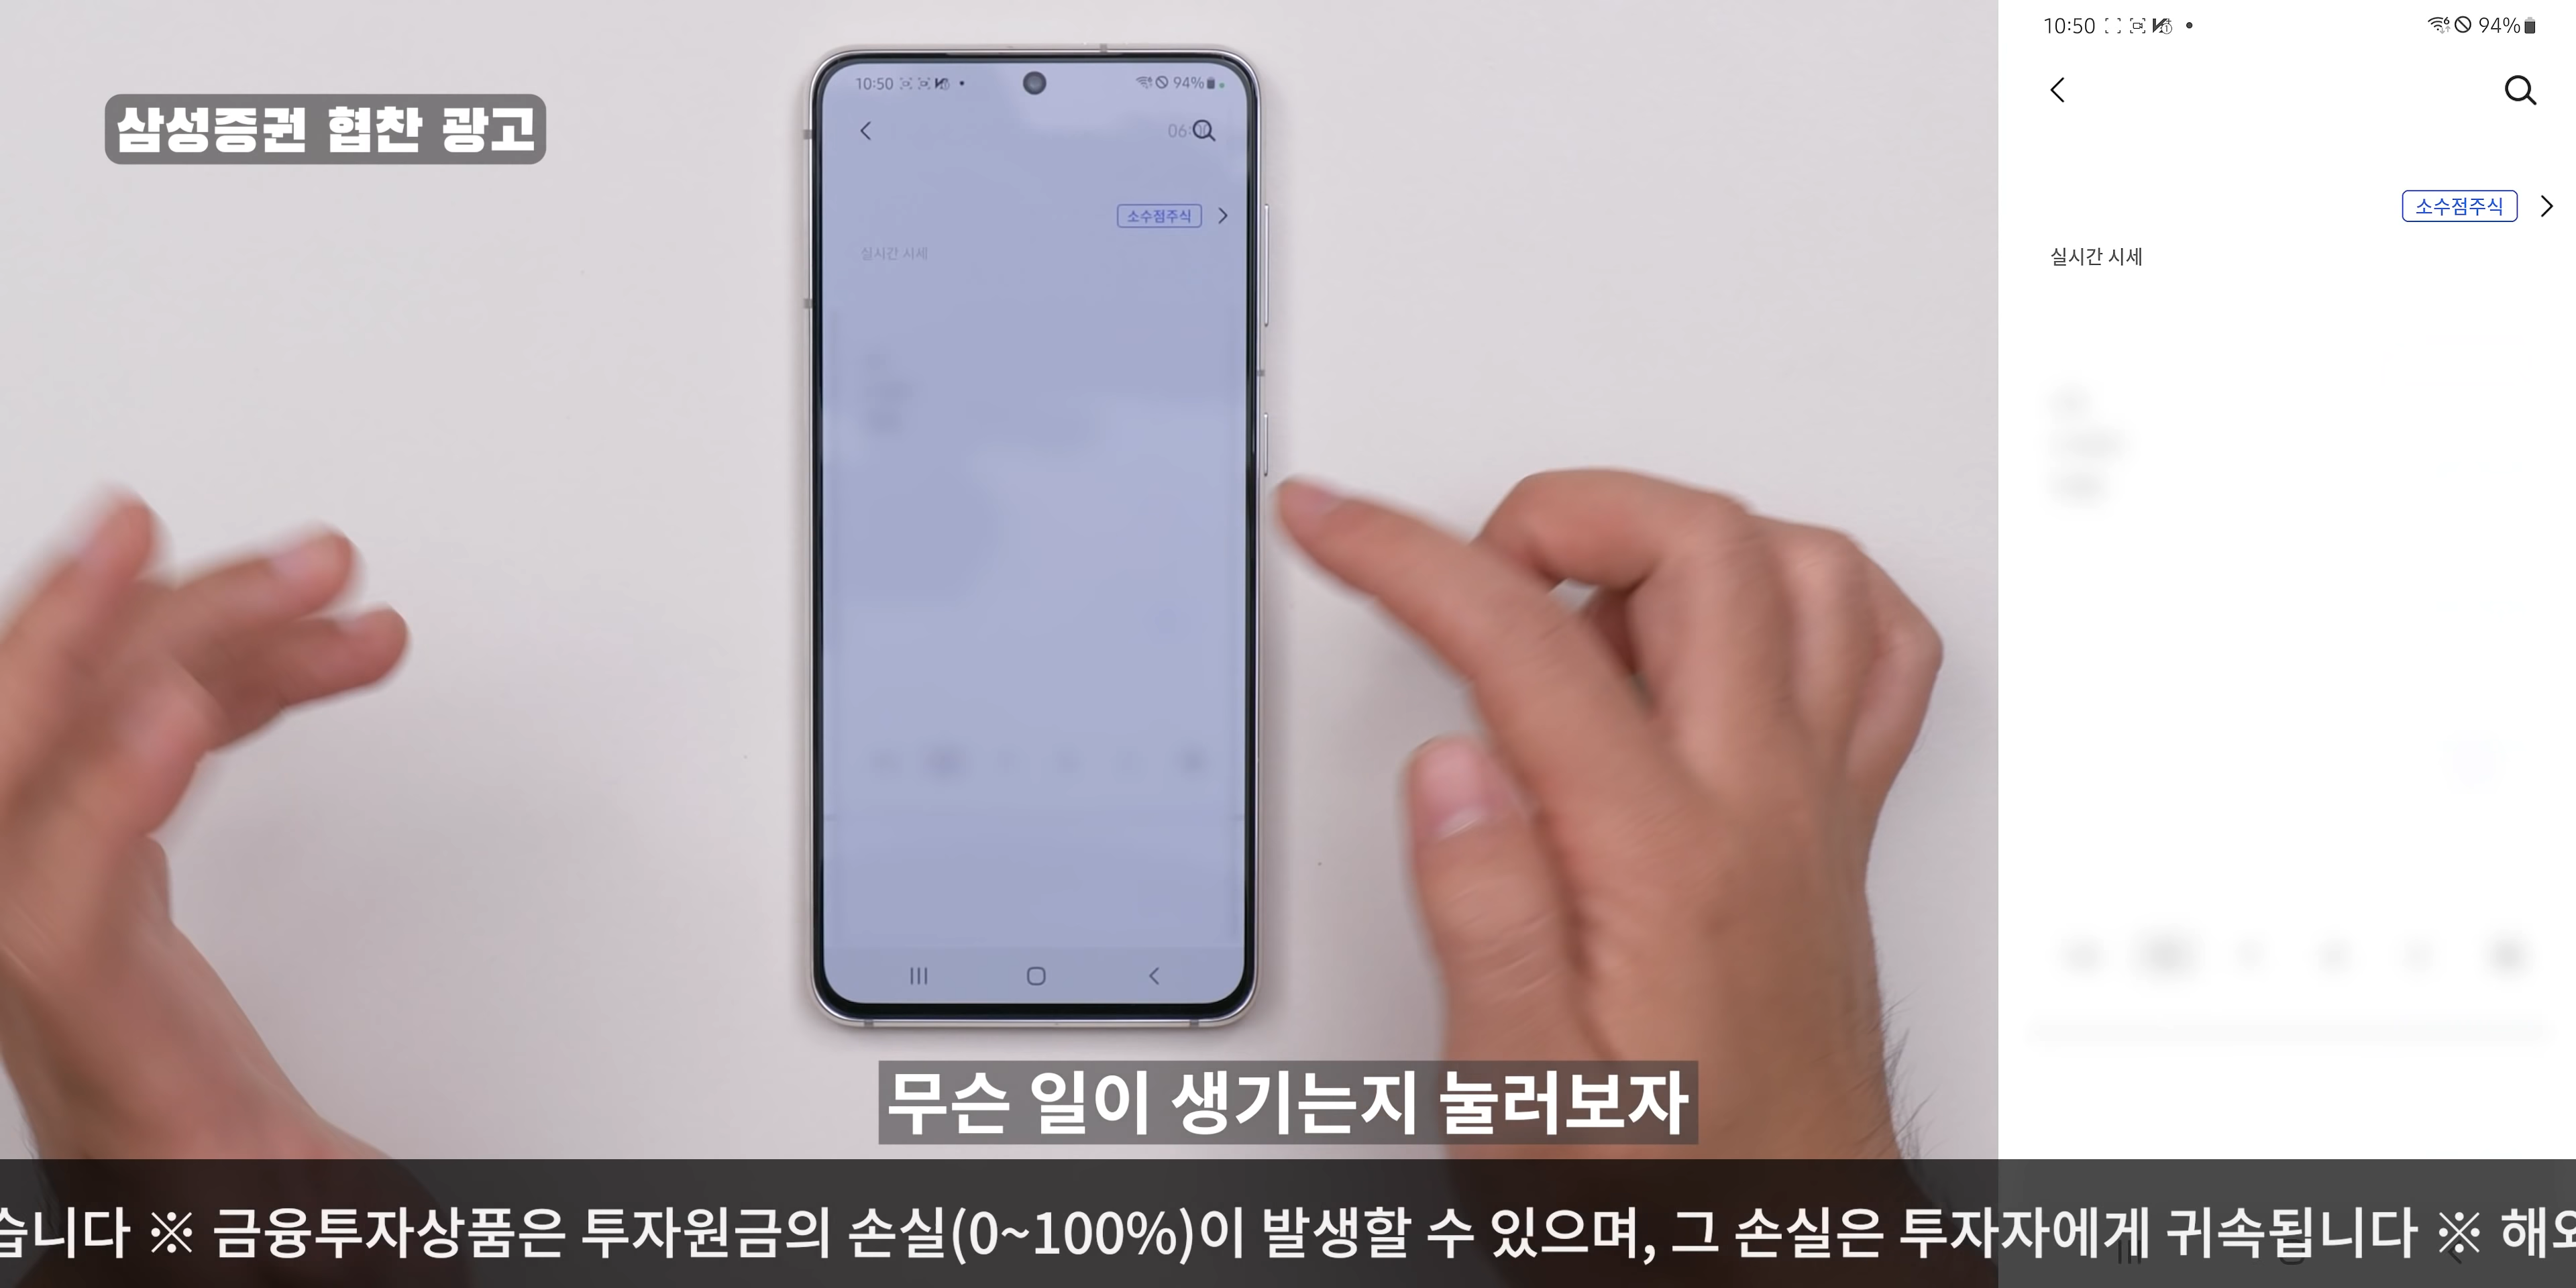 삼성증권 협찬 광고
10:50
94%
06:
소수점주식
실시간 시세
10:50
94%
소수점주식
실시간 시세
무슨 일이 생기는지 눌러보자
습니다 ※ 금융투자상품은 투자원금의 손실(0~100%)이 발생할 수 있으며, 그 손실은 투자자에게 귀속됩니다 ※ 해외